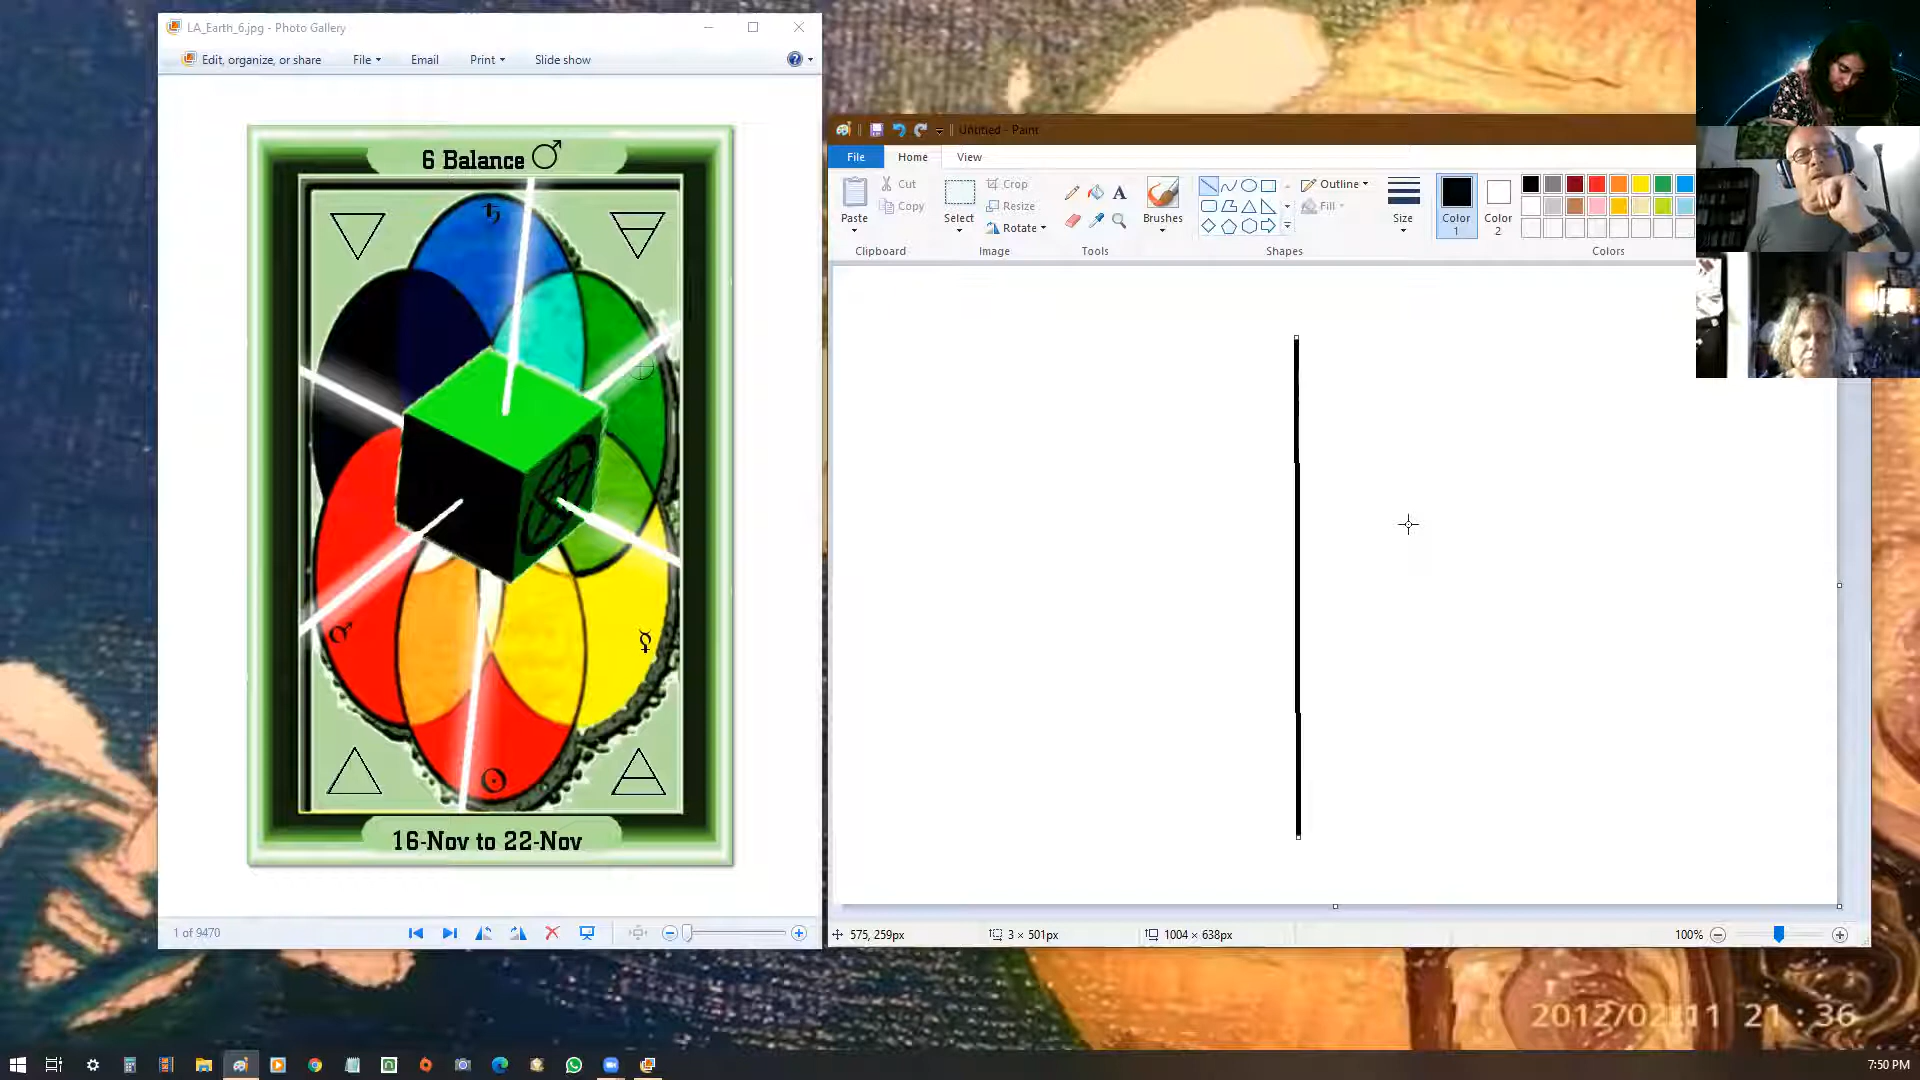 LA_Earth_6.jpg - Photo Gallery
Edit, organize, or share File Email Print Slide show
6 Balance ♂
♄
♂
☿
☉
16-Nov to 22-Nov
1 of 9470
Untitled - Paint
File Home View
Paste
Cut
Copy
Clipboard
Select
Crop
Resize
Rotate
Image
A
Tools
Brushes
Outline
Fill
Shapes
Size
Color 1
Color 2
Colors
575, 259px 3 × 501px 1004 × 638px 100%
2012/02/11 21:36
7:50 PM